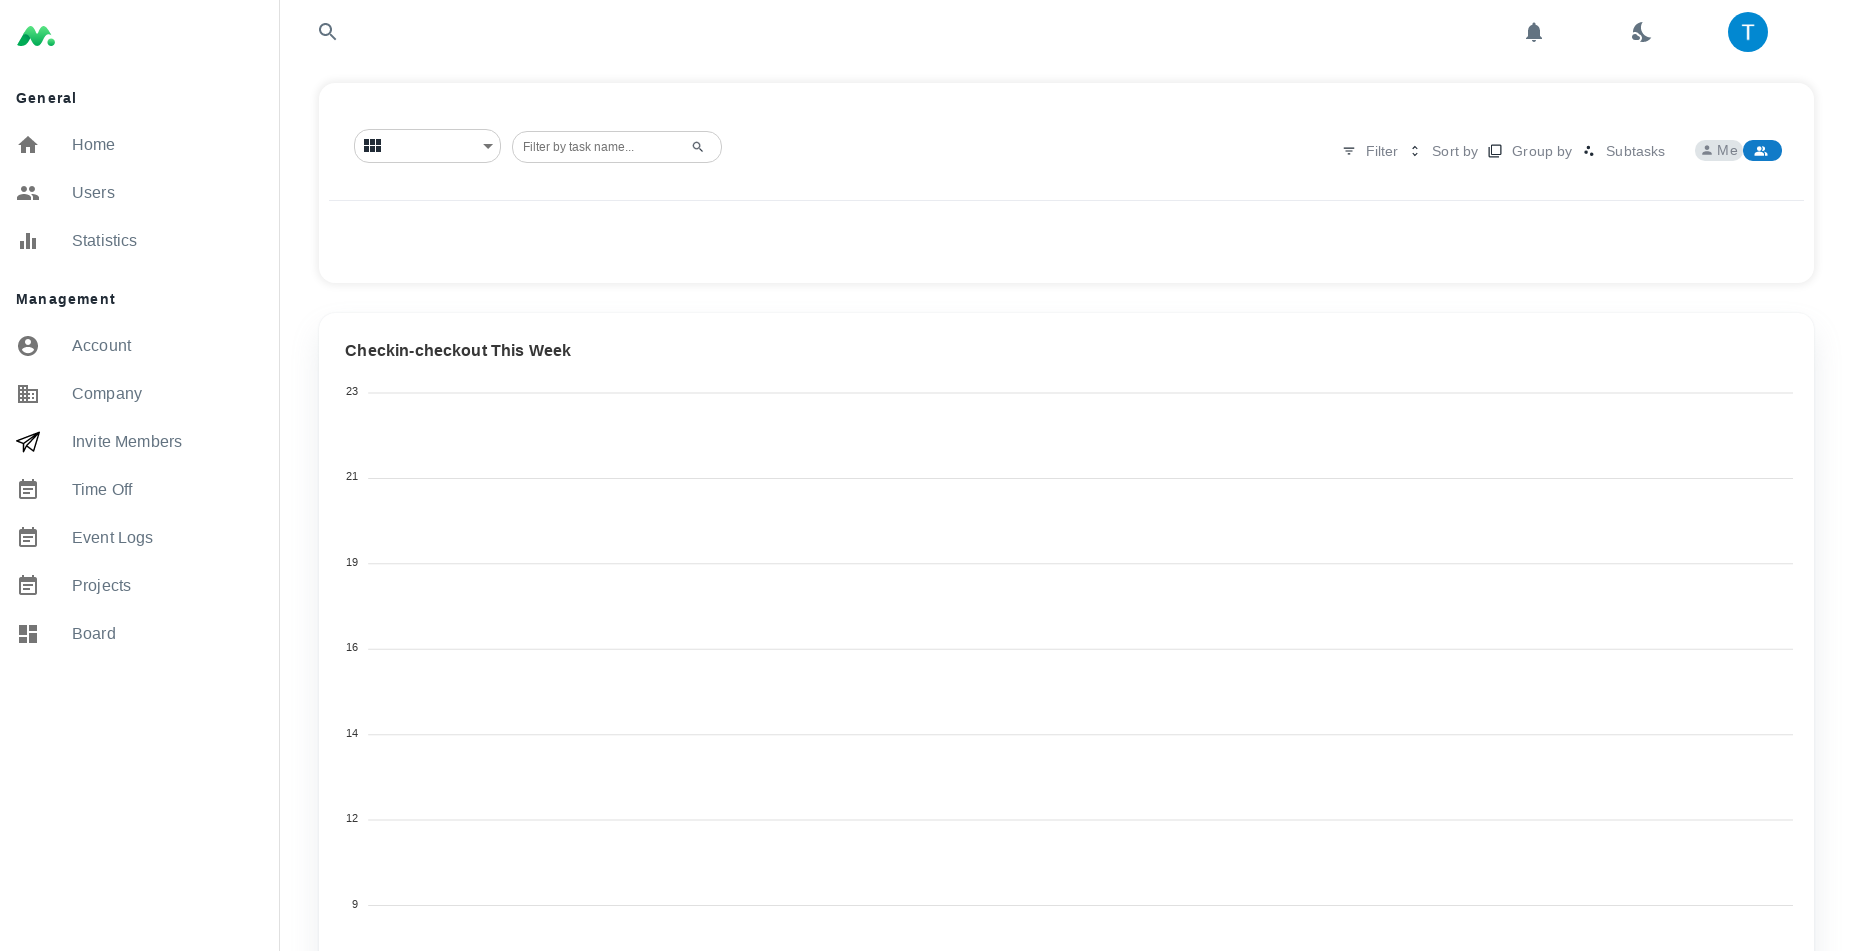 General
Home
Users
Statistics
Management
Account
Company
Invite Members
Time Off
Event Logs
Projects
Board
T
Filter by task name...
Filter
Sort by
Group by
Subtasks
Me
Checkin-checkout This Week
23
21
19
16
14
12
9